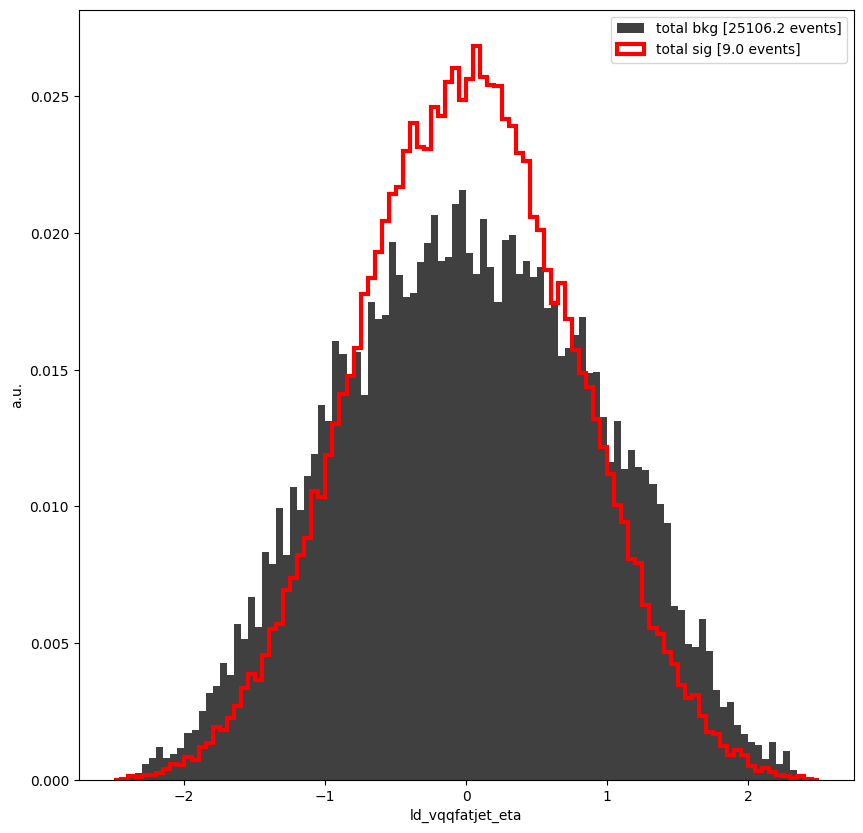 total bkg [25106.2 events]
total sig [9.0 events]
0.025
0.020
0.015
0.010
0.005
0.000
a.u.
−2
−1
0
1
2
ld_vqqfatjet_eta